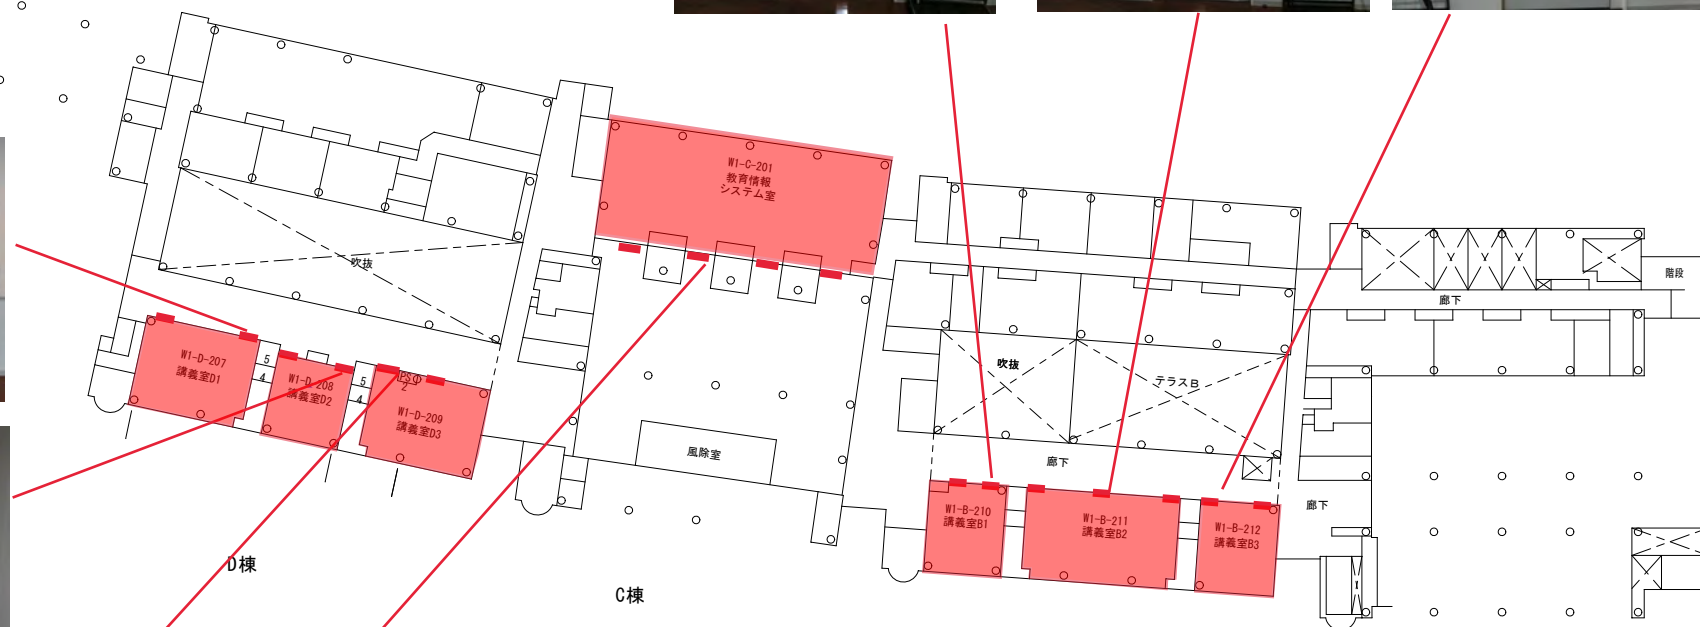 W1-C-201
教育情報
システム室
吹抜
階段
廊下
W1-D-207
講義室D1
5
4
W1-D-208
講義室D2
5
4
PS
2
W1-D-209
講義室D3
吹抜
テラスB
風除室
廊下
W1-B-210
講義室B1
W1-B-211
講義室B2
W1-B-212
講義室B3
廊下
D棟
C棟